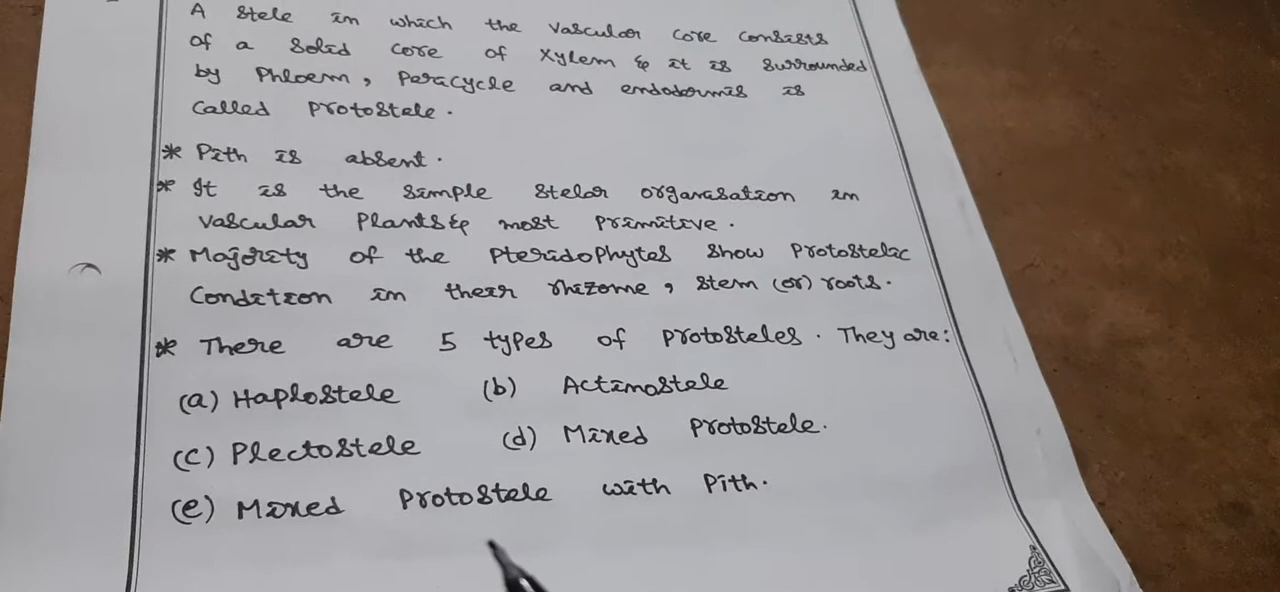 A Stele in which the Vascular core consists
of a Solid core of Xylem & it is Surrounded
by Phloem, Pericycle and endodermis is
Called Protostele.
* Pith is absent.
* It is the Simple Stelar organisation in
Vascular Plants & most Primitive.
* Majority of the Pteridophytes Show Protostelic
Condition in their rhizome, Stem (or) roots.
* There are 5 types of Protosteles. They are:
(a) Haplostele (b) Actinostele
(c) Plectostele (d) Mixed Protostele.
(e) Mixed Protostele with Pith.